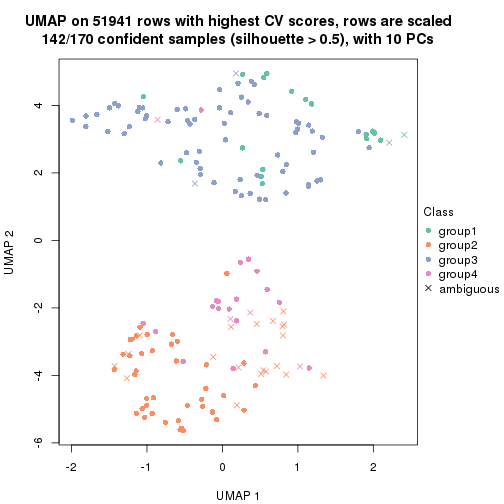 UMAP on 51941 rows with highest CV scores, rows are scaled
142/170 confident samples (silhouette > 0.5), with 10 PCs
4
2
0
-2
-4
-6
UMAP 2
-2
-1
0
1
2
UMAP 1
Class
group1
group2
group3
group4
ambiguous